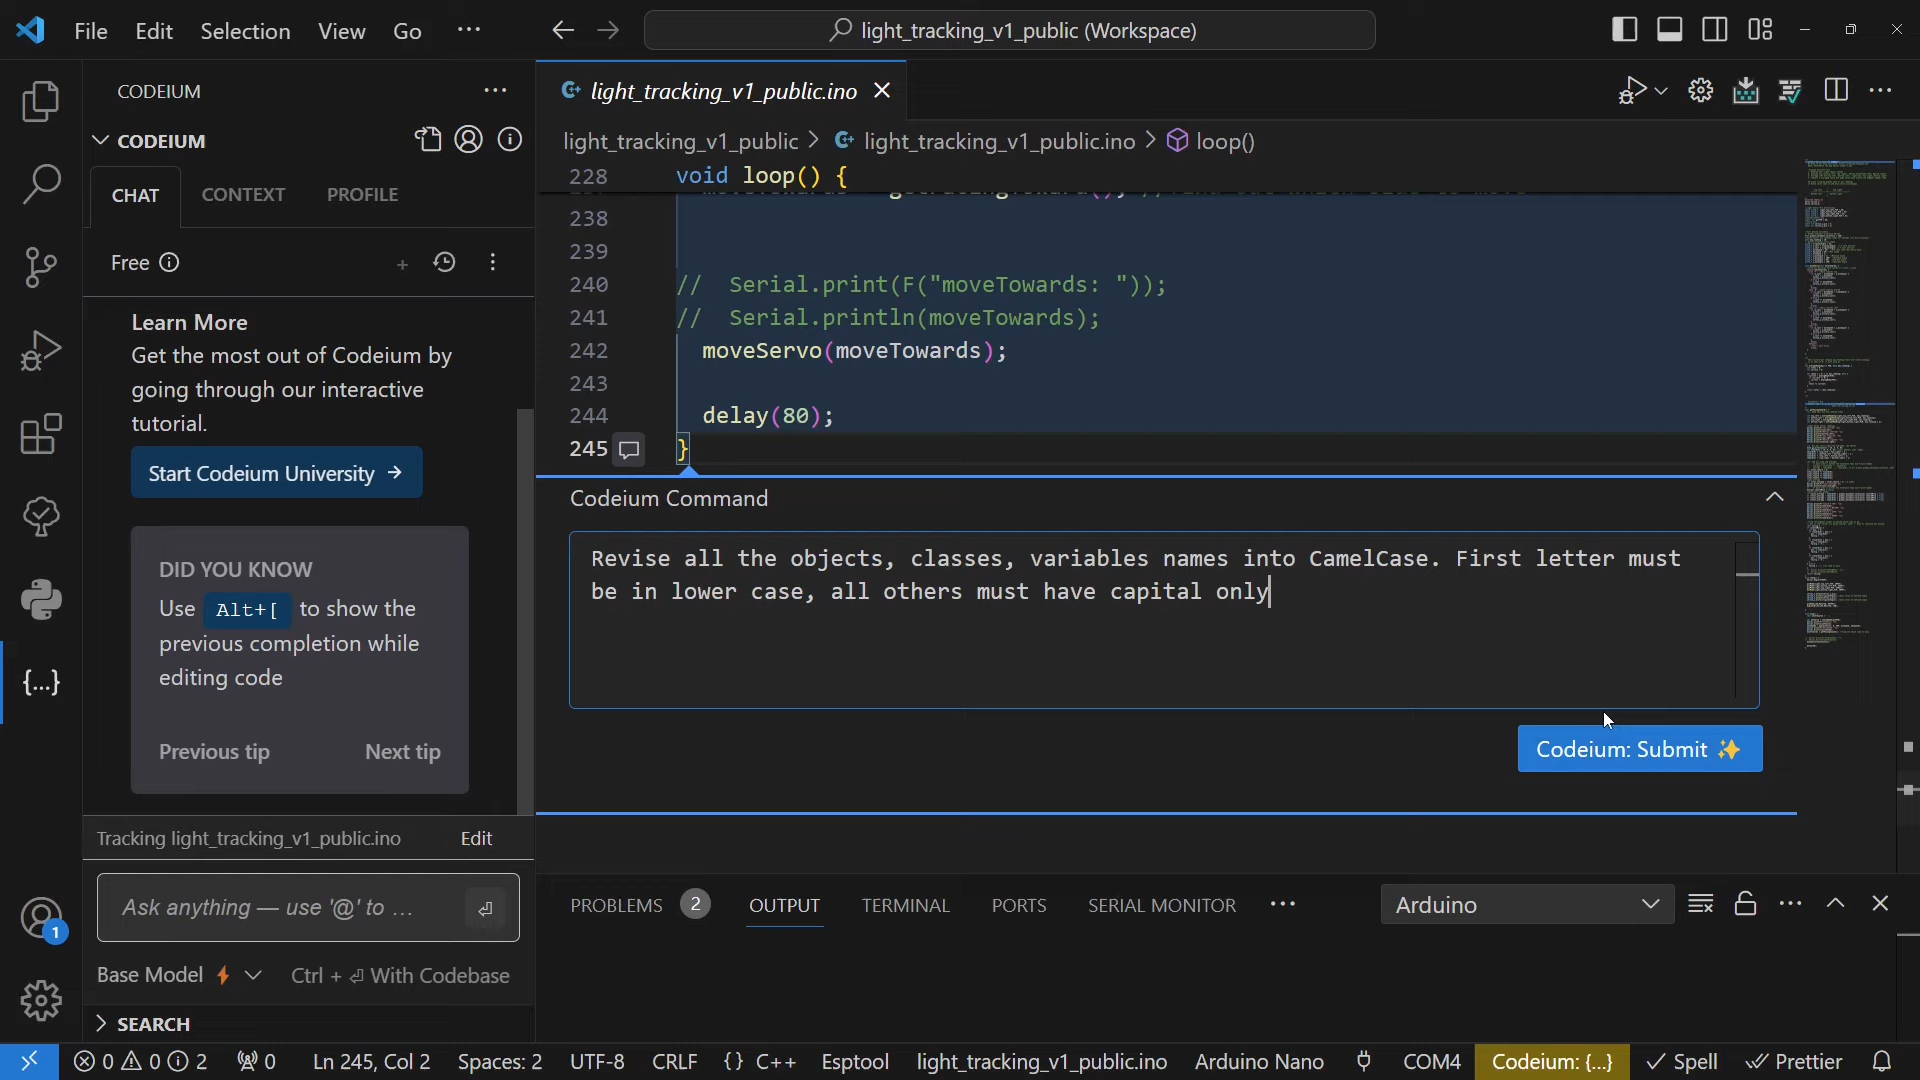 File Edit Selection View Go ...
light_tracking_v1_public (Workspace)
CODEIUM
CODEIUM
CHAT CONTEXT PROFILE
Free
Learn More
Get the most out of Codeium by
going through our interactive
tutorial.
Start Codeium University →
DID YOU KNOW
Use Alt+[ to show the
previous completion while
editing code
Previous tip Next tip
Tracking light_tracking_v1_public.ino Edit
Ask anything — use '@' to ...
Base Model Ctrl + ⏎ With Codebase
SEARCH
light_tracking_v1_public.ino
light_tracking_v1_public > light_tracking_v1_public.ino > loop()
228 void loop() {
238
239
240 // Serial.print(F("moveTowards: "));
241 // Serial.println(moveTowards);
242 moveServo(moveTowards);
243
244 delay(80);
245 }
Codeium Command
Revise all the objects, classes, variables names into CamelCase. First letter must
be in lower case, all others must have capital only
Codeium: Submit ✨
PROBLEMS 2 OUTPUT TERMINAL PORTS SERIAL MONITOR ...
Arduino
1
0 0 2 0 Ln 245, Col 2 Spaces: 2 UTF-8 CRLF {} C++ Esptool light_tracking_v1_public.ino Arduino Nano COM4 Codeium: {...} Spell Prettier